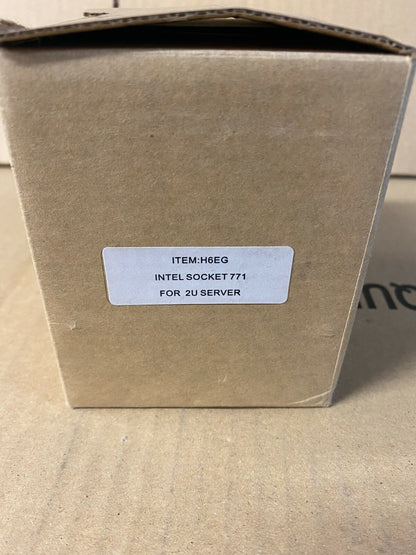 ITEM:H6EG
INTEL SOCKET 771
FOR 2U SERVER